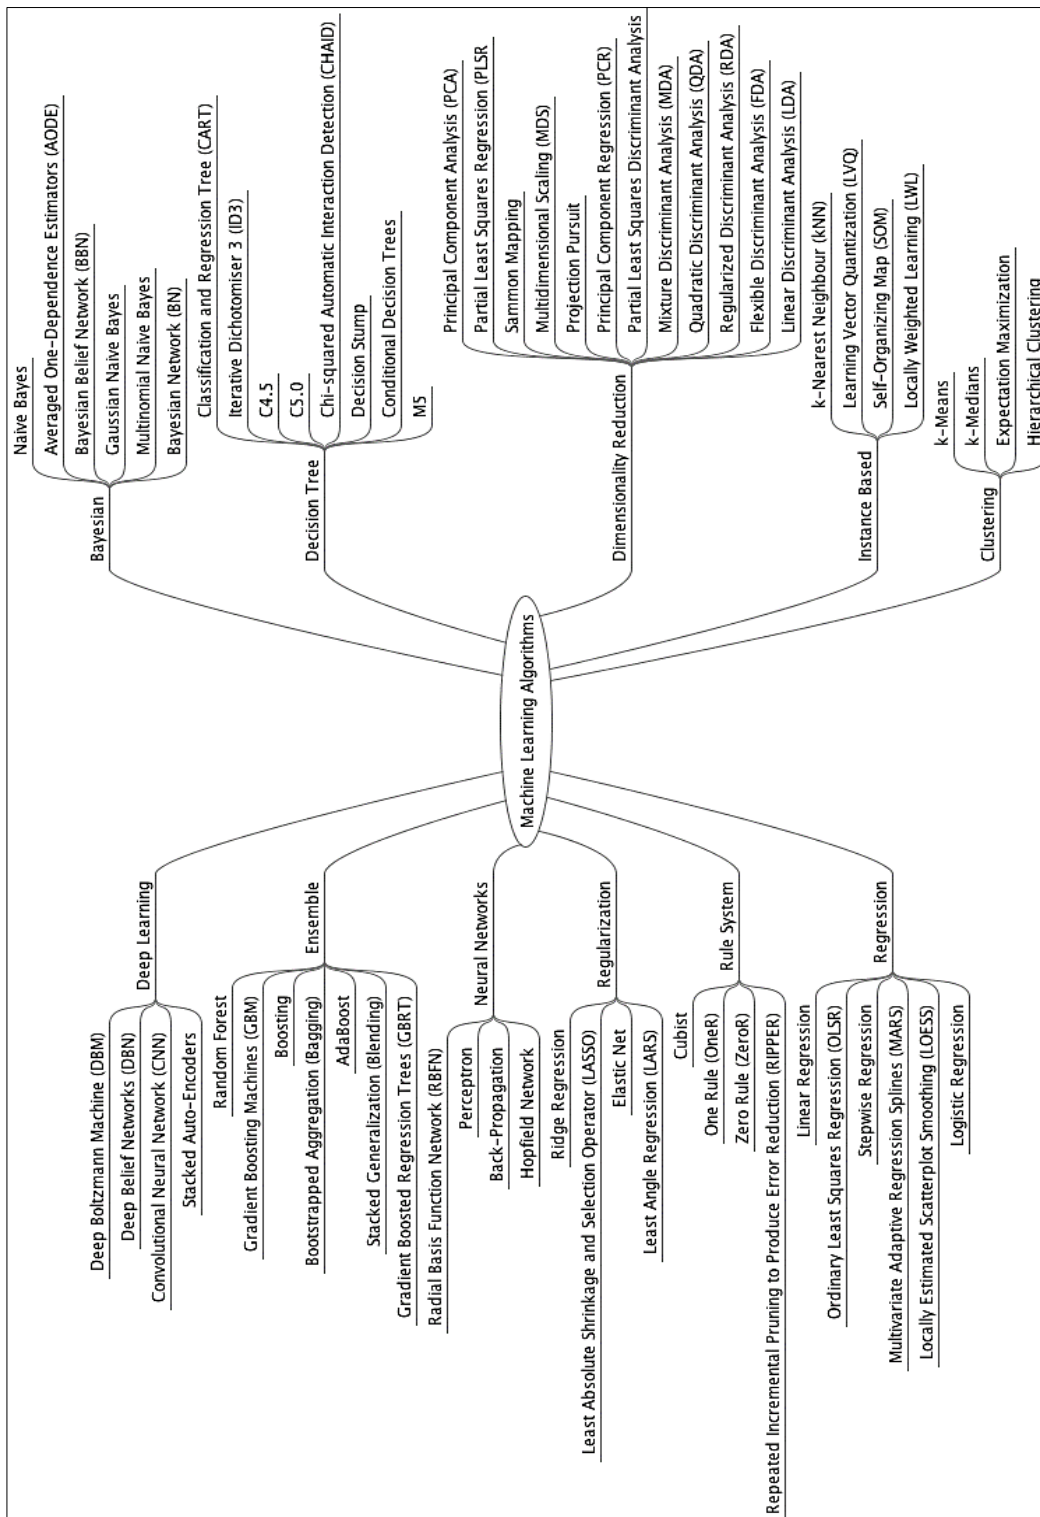 Machine Learning Algorithms
Deep Learning
Deep Boltzmann Machine (DBM)
Deep Belief Networks (DBN)
Convolutional Neural Network (CNN)
Stacked Auto-Encoders
Ensemble
Random Forest
Gradient Boosting Machines (GBM)
Boosting
Bootstrapped Aggregation (Bagging)
AdaBoost
Stacked Generalization (Blending)
Gradient Boosted Regression Trees (GBRT)
Neural Networks
Radial Basis Function Network (RBFN)
Perceptron
Back-Propagation
Hopfield Network
Regularization
Ridge Regression
Least Absolute Shrinkage and Selection Operator (LASSO)
Elastic Net
Least Angle Regression (LARS)
Rule System
Cubist
One Rule (OneR)
Zero Rule (ZeroR)
Repeated Incremental Pruning to Produce Error Reduction (RIPPER)
Regression
Linear Regression
Ordinary Least Squares Regression (OLSR)
Stepwise Regression
Multivariate Adaptive Regression Splines (MARS)
Locally Estimated Scatterplot Smoothing (LOESS)
Logistic Regression
Bayesian
Naive Bayes
Averaged One-Dependence Estimators (AODE)
Bayesian Belief Network (BBN)
Gaussian Naive Bayes
Multinomial Naive Bayes
Bayesian Network (BN)
Decision Tree
Classification and Regression Tree (CART)
Iterative Dichotomiser 3 (ID3)
C4.5
C5.0
Chi-square Automatic Interaction Detection (CHAID)
Decision Stump
Conditional Decision Trees
M5
Dimensionality Reduction
Principal Component Analysis (PCA)
Partial Least Squares Regression (PLSR
Sammon Mapping
Multidimensional Scaling (MDS)
Projection Pursuit
Principal Component Regression (PCR)
Partial Least Squares Discriminant Analysis
Mixture Discriminant Analysis (MDA)
Quadratic Discriminant Analysis (QDA)
Regularized Discriminant Analysis (RDA)
Flexible Discriminant Analysis (FDA)
Linear Discriminant Analysis (LDA)
Instance Based
k-Nearest Neighbour (kNN)
Learning Vector Quantization (LVQ)
Self-Organizing Map (SOM)
Locally Weighted Learning (LWL)
Clustering
k-Means
k-Medians
Expectation Maximization
Hierarchical Clustering